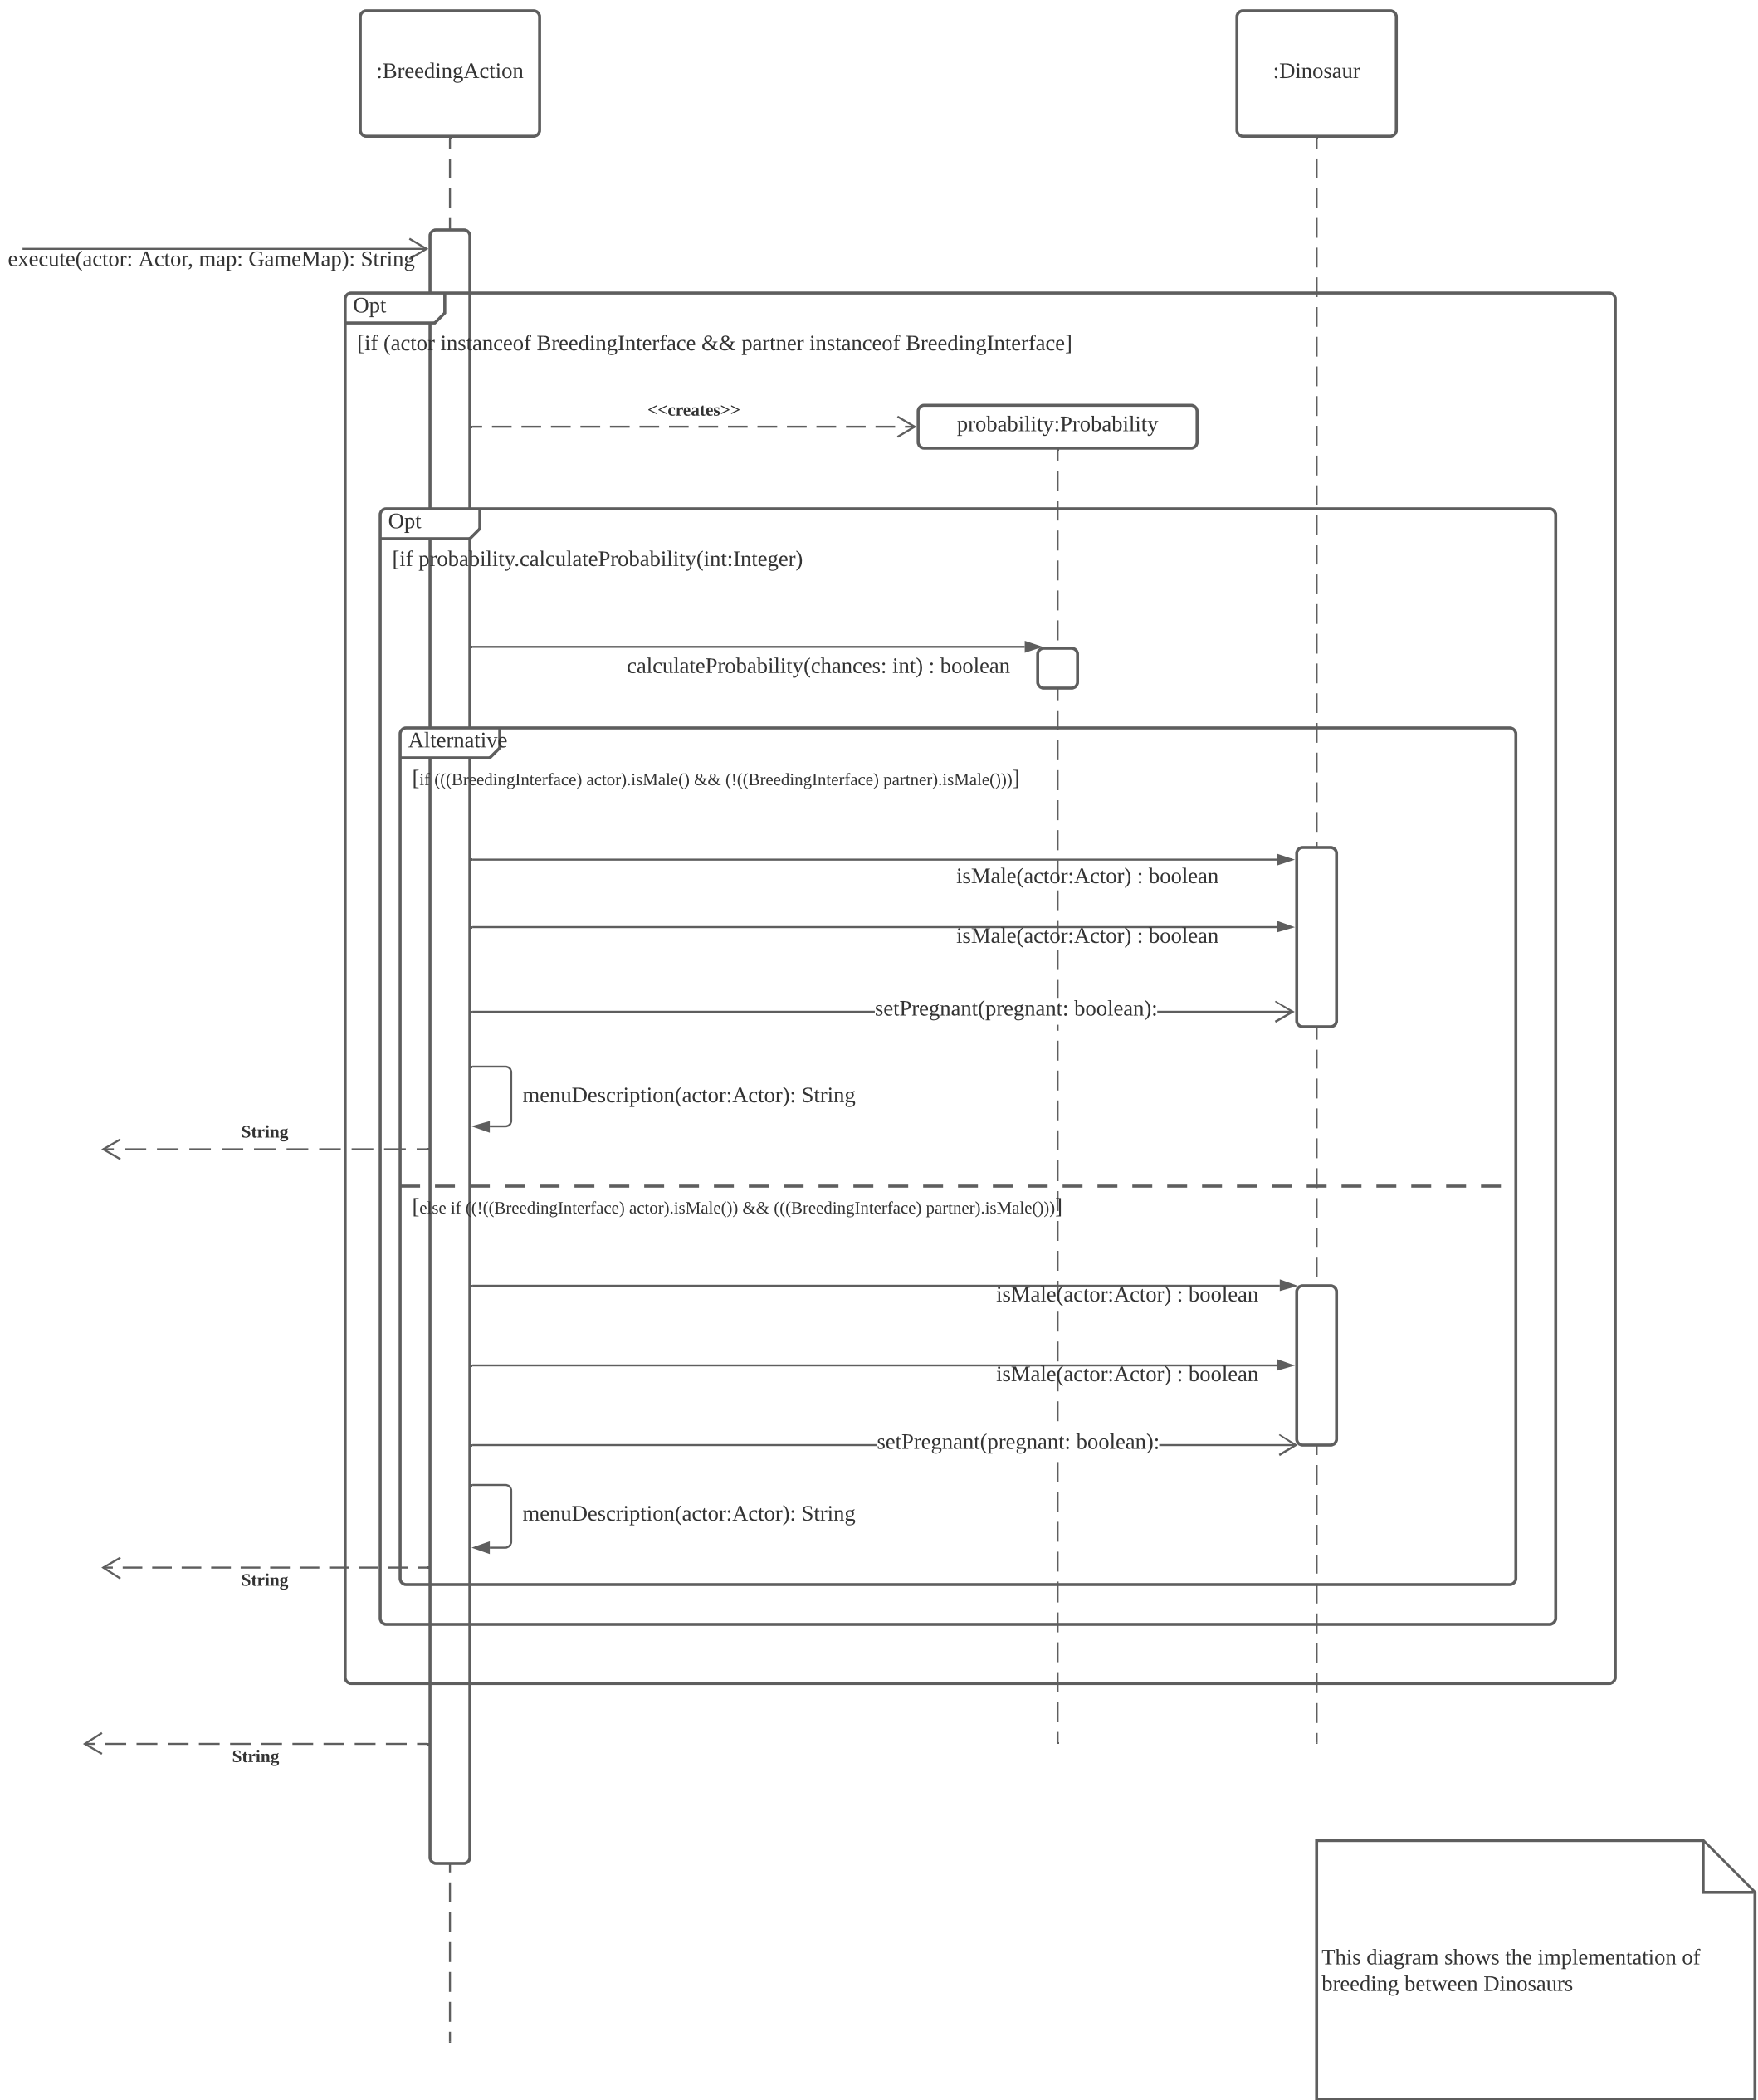 :BreedingAction
:Dinosaur
execute(actor: Actor, map: GameMap): String
Opt
[if (actor instanceof BreedingInterface && partner instanceof BreedingInterface]
<<creates>>
probability:Probability
Opt
[if probability.calculateProbability(int:Integer)
calculateProbability(chances: int) : boolean
Alternative
[if (((BreedingInterface) actor).isMale() && (!((BreedingInterface) partner).isMale()))]
isMale(actor:Actor) : boolean
isMale(actor:Actor) : boolean
setPregnant(pregnant: boolean):
menuDescription(actor:Actor): String
String
[else if ((!((BreedingInterface) actor).isMale()) && (((BreedingInterface) partner).isMale()))]
isMale(actor:Actor) : boolean
isMale(actor:Actor) : boolean
setPregnant(pregnant: boolean):
menuDescription(actor:Actor): String
String
String
This diagram shows the implementation of
breeding between Dinosaurs